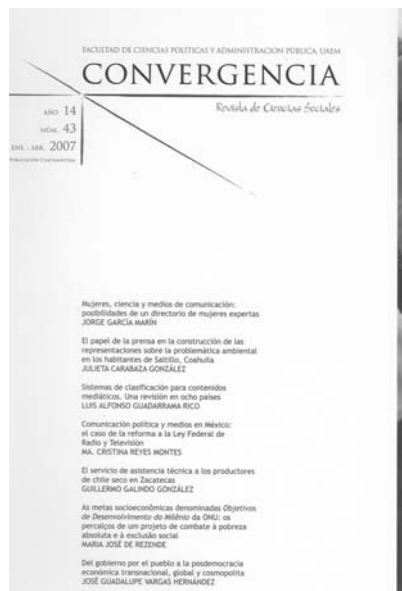 FACULTAD DE CIENCIAS POLÍTICAS Y ADMINISTRACIÓN PÚBLICA, UAEM
CONVERGENCIA
Revista de Ciencias Sociales
AÑO 14
NÚM. 43
ENE. - ABR. 2007
PUBLICACIÓN CUATRIMESTRAL
Mujeres, ciencia y medios de comunicación:
posibilidades de un directorio de mujeres expertas
JORGE GARCÍA MARÍN
El papel de la prensa en la construcción de las
representaciones sobre la problemática ambiental
en los habitantes de Saltillo, Coahuila
JULIETA CARABAZA GONZÁLEZ
Sistemas de clasificación para contenidos
mediáticos. Una revisión en ocho países
LUIS ALFONSO GUADARRAMA RICO
Comunicación política y medios en México:
el caso de la reforma a la Ley Federal de
Radio y Televisión
MA. CRISTINA REYES MONTES
El servicio de asistencia técnica a los productores
de chile seco en Zacatecas
GUILLERMO GALINDO GONZÁLEZ
As metas socioeconômicas denominadas Objetivos
de Desenvolvimento do Milênio da ONU: os
percalços de um projeto de combate à pobreza
absoluta e à exclusão social
MARIA JOSÉ DE REZENDE
Del gobierno por el pueblo a la posdemocracia
económica transnacional, global y cosmopolita
JOSÉ GUADALUPE VARGAS HERNÁNDEZ